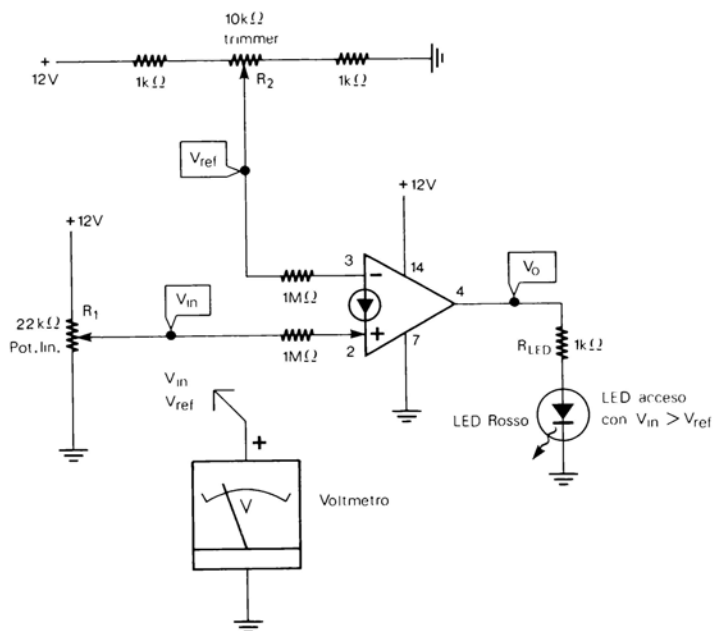 10kΩ
trimmer
+
12V
1kΩ
R2
1kΩ
Vref
+12V
+12V
3
−
14
4
VO
1MΩ
R1
Vin
22kΩ
Pot.lin.
1MΩ
2
+
7
RLED
1kΩ
Vin
Vref
+
LED Rosso
LED acceso
con Vin > Vref
V
Voltmetro